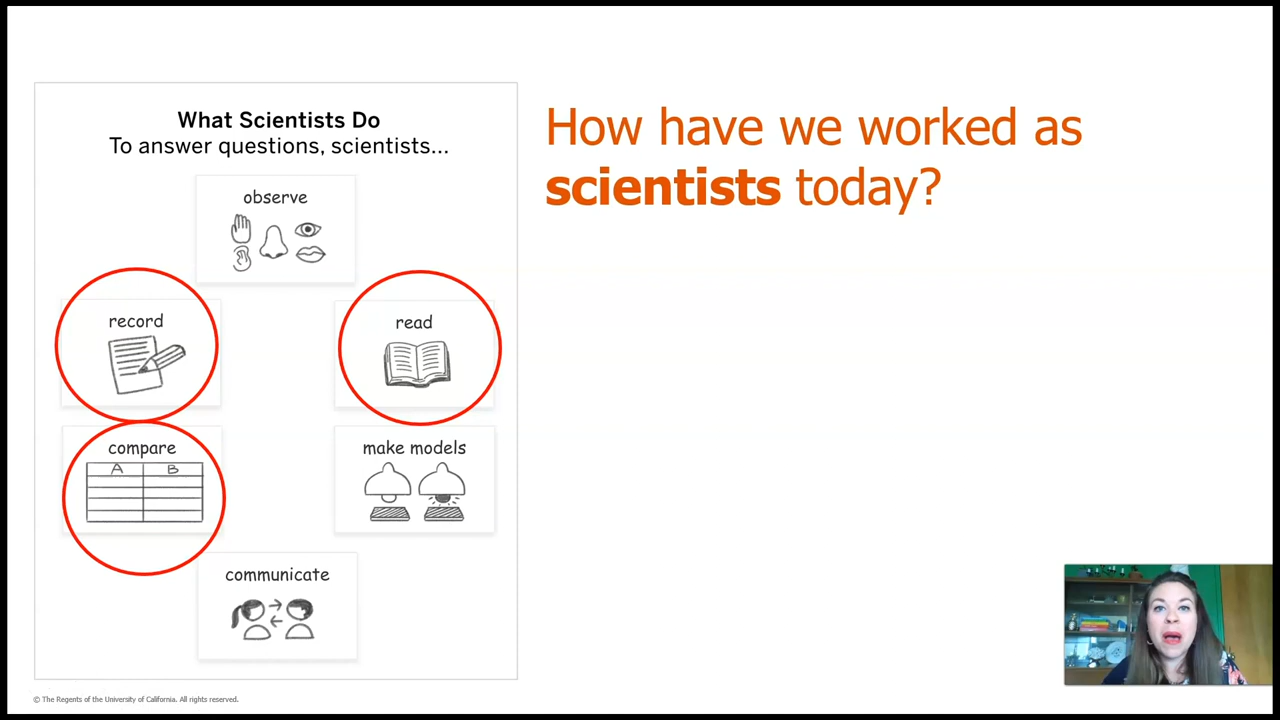 What Scientists Do
To answer questions, scientists...
observe
record
read
compare
A B
make models
communicate
How have we worked as
scientists today?
© The Regents of the University of California. All rights reserved.